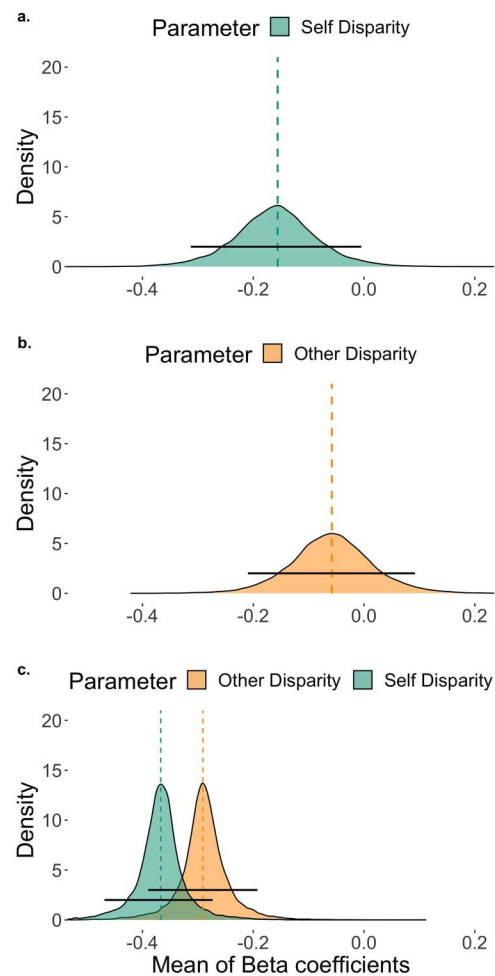 a.
Parameter Self Disparity
20
15
10
5
0
Density
-0.4 -0.2 0.0 0.2
b.
Parameter Other Disparity
20
15
10
5
0
Density
-0.4 -0.2 0.0 0.2
c.
Parameter Other Disparity Self Disparity
20
15
10
5
0
Density
-0.4 -0.2 0.0 0.2
Mean of Beta coefficients